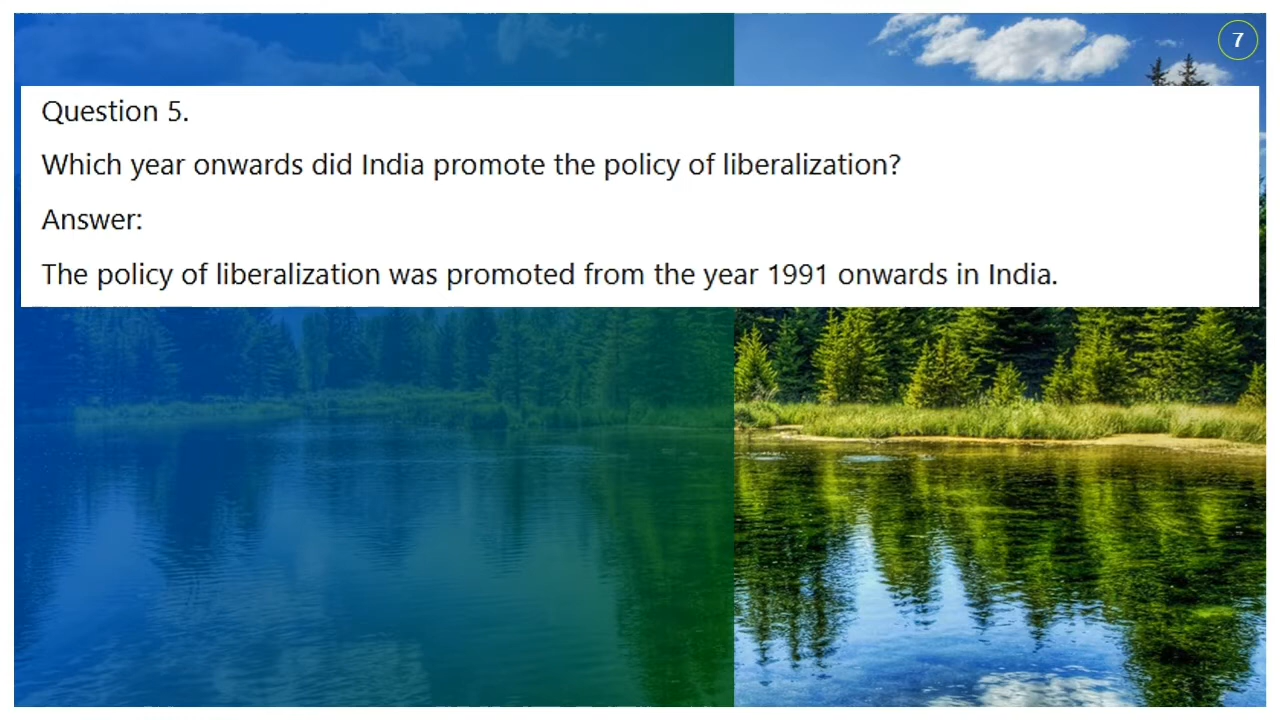 7
Question 5.
Which year onwards did India promote the policy of liberalization?
Answer:
The policy of liberalization was promoted from the year 1991 onwards in India.